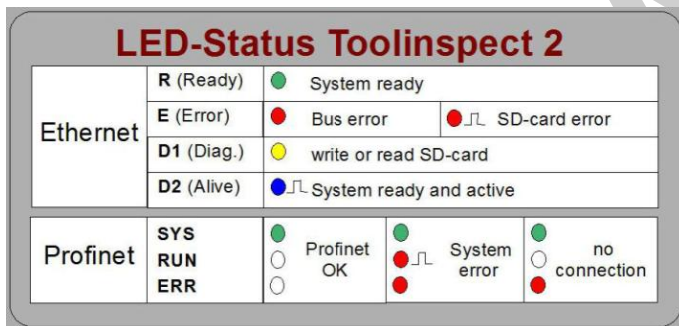 LED-Status Toolinspect 2
Ethernet
R (Ready) System ready
E (Error) Bus error SD-card error
D1 (Diag.) write or read SD-card
D2 (Alive) System ready and active
Profinet
SYS
RUN
ERR
Profinet
OK
System
error
no
connection